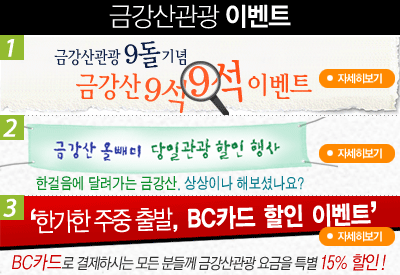 금강산관광 이벤트
1
금강산관광 9돌기념
금강산 9석9석 이벤트
자세히보기
2
금강산 올빼미 당일관광 할인 행사
자세히보기
한걸음에 달려가는 금강산, 상상이나 해보셨나요?
3
‘한가한 주중 출발, BC카드 할인 이벤트’
자세히보기
BC카드로 결제하시는 모든 분들께 금강산관광 요금을 특별 15% 할인!